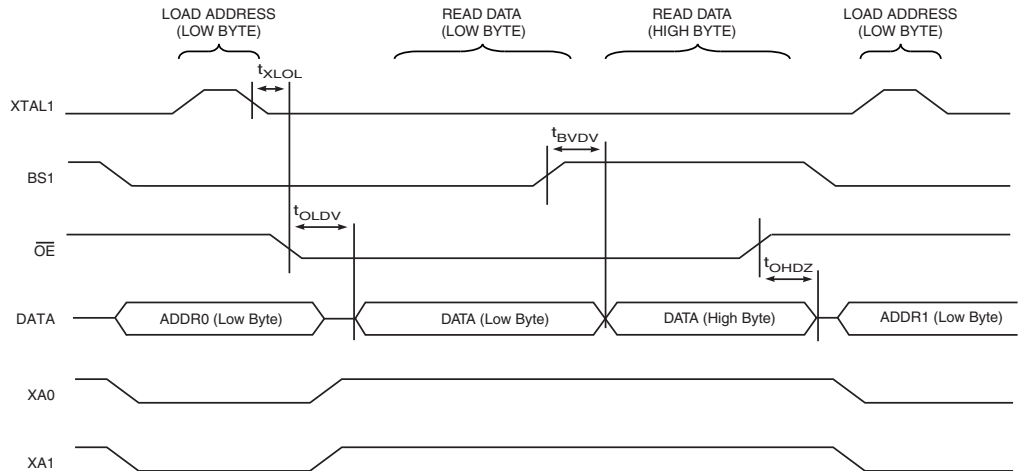 LOAD ADDRESS
(LOW BYTE)
READ DATA
(LOW BYTE)
READ DATA
(HIGH BYTE)
LOAD ADDRESS
(LOW BYTE)
tXLOL
XTAL1
tBVDV
BS1
tOLDV
OE
tOHDZ
DATA
ADDR0 (Low Byte)
DATA (Low Byte)
DATA (High Byte)
ADDR1 (Low Byte)
XA0
XA1